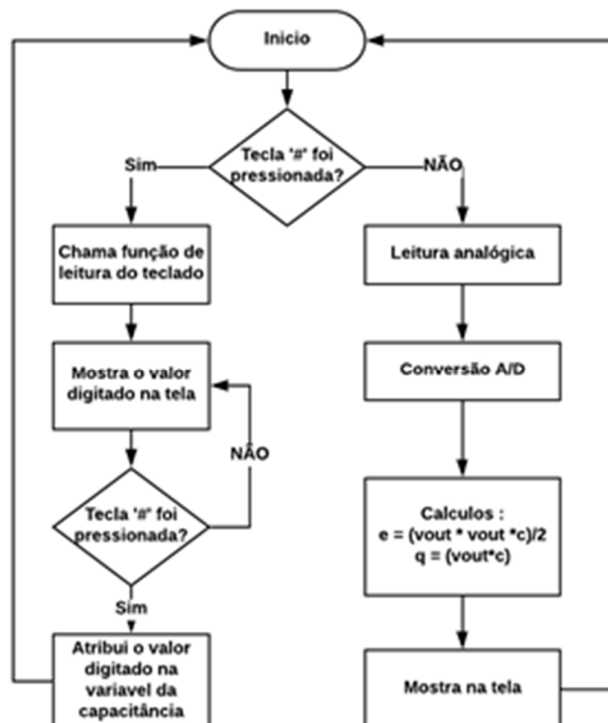 Inicio
Tecla '#' foi
pressionada?
Sim
NÃO
Chama função de
leitura do teclado
Leitura analógica
Mostra o valor
digitado na tela
Conversão A/D
NÃO
Tecla '#' foi
pressionada?
Calculos :
e = (vout * vout *c)/2
q = (vout*c)
Sim
Atribui o valor
digitado na
variavel da
capacitância
Mostra na tela